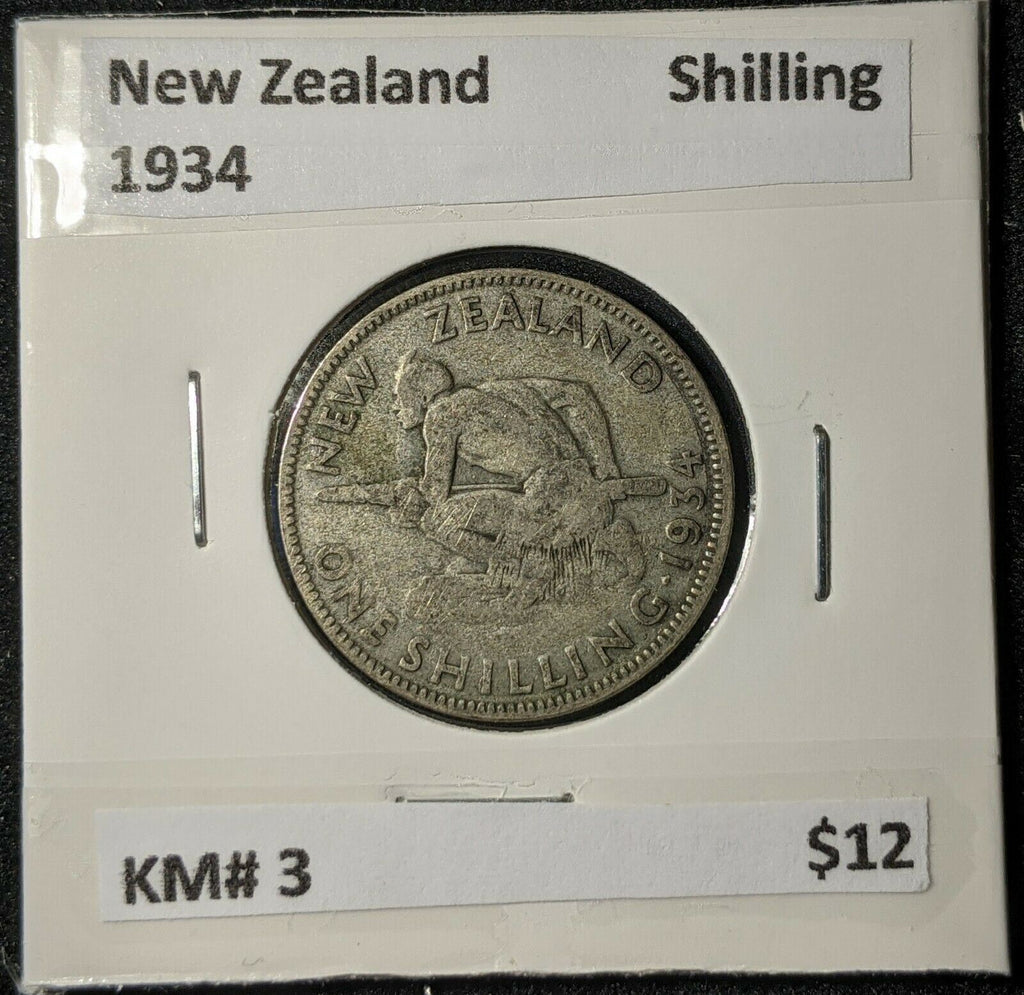 New Zealand Shilling
1934
NEW ZEALAND
ONE SHILLING · 1934
KM# 3 $12